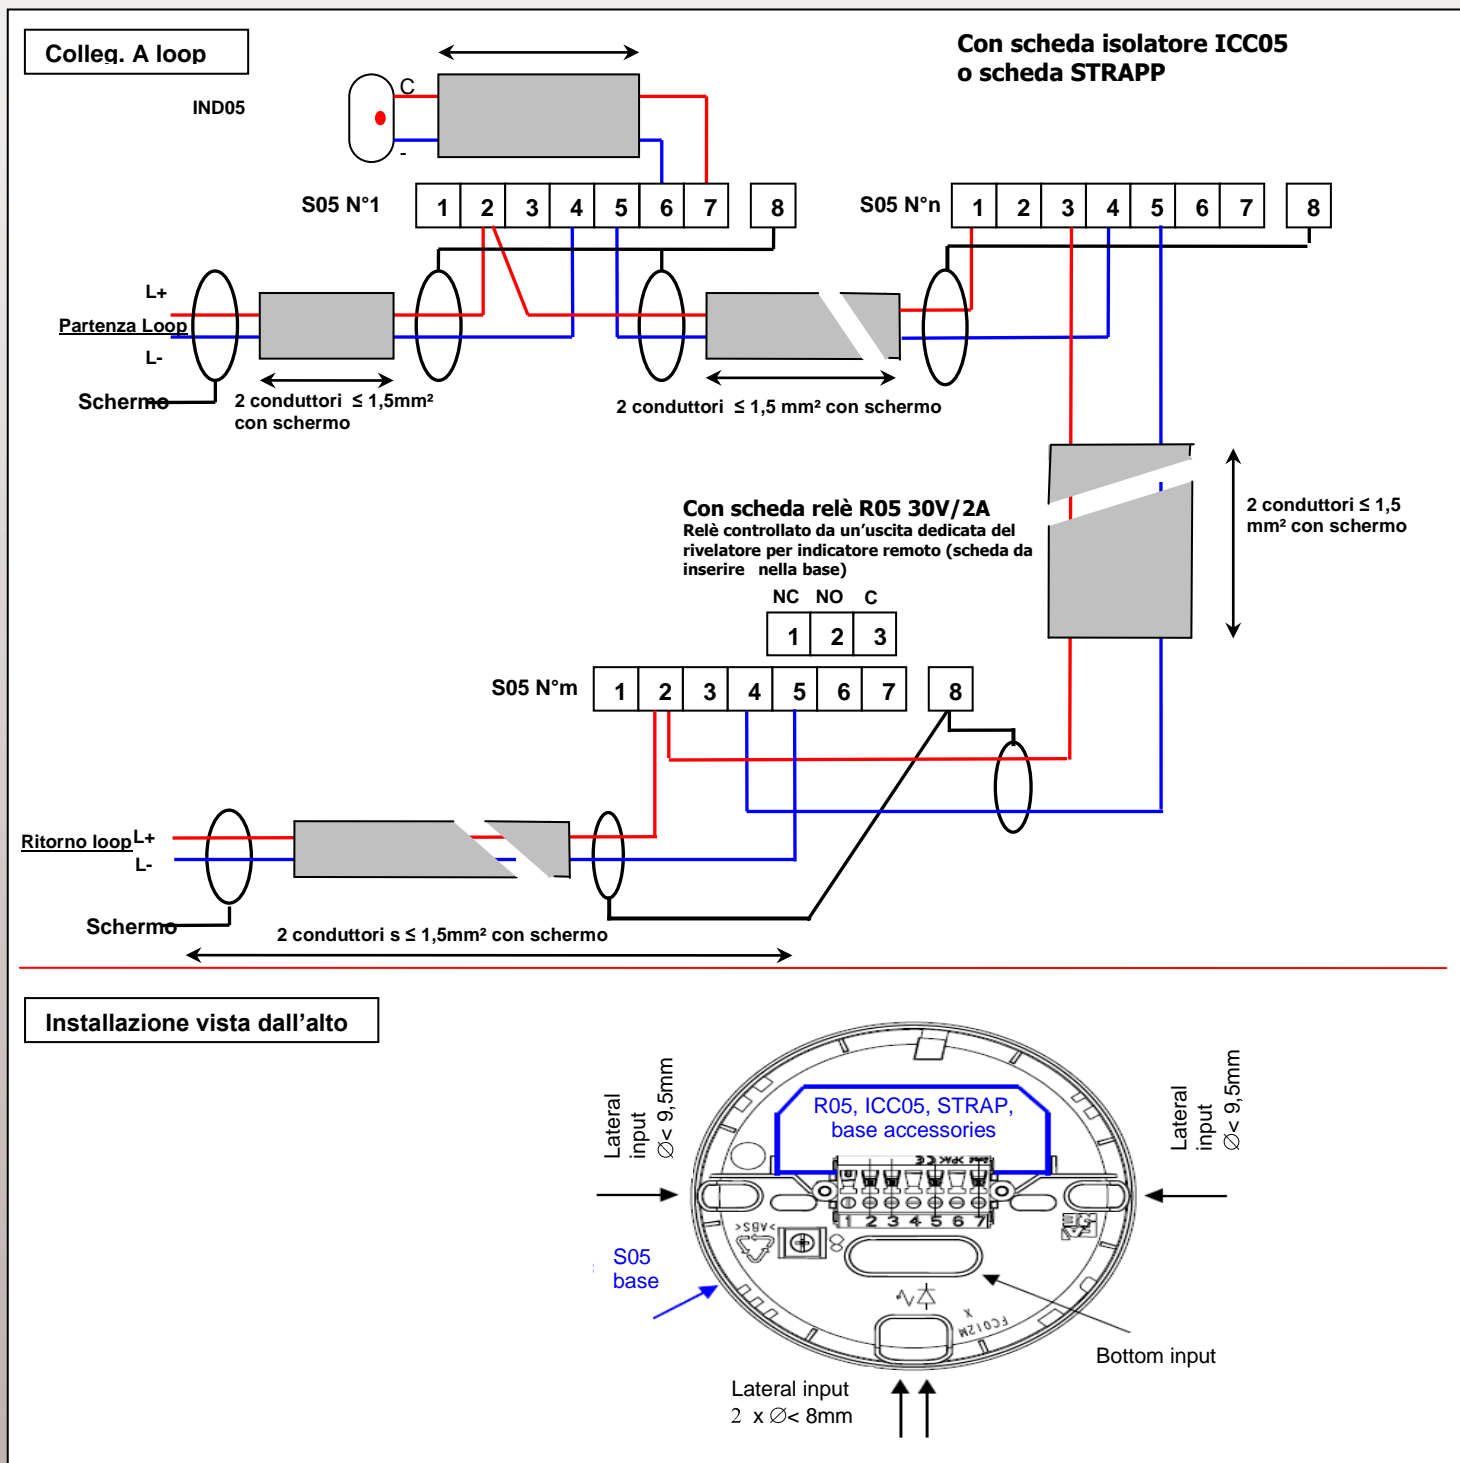 Colleg. A loop
Con scheda isolatore ICC05
o scheda STRAPP
IND05
C
-
S05 N°1
1 2 3 4 5 6 7 8
S05 N°n
1 2 3 4 5 6 7 8
L+
Partenza Loop
L-
Schermo
2 conduttori ≤ 1,5mm²
con schermo
2 conduttori ≤ 1,5 mm² con schermo
2 conduttori ≤ 1,5
mm² con schermo
Con scheda relè R05 30V/2A
Relè controllato da un'uscita dedicata del
rivelatore per indicatore remoto (scheda da
inserire nella base)
NC NO C
1 2 3
S05 N°m
1 2 3 4 5 6 7 8
Ritorno loop L+
L-
Schermo
2 conduttori s ≤ 1,5mm² con schermo
Installazione vista dall'alto
Lateral
input
∅< 9,5mm
R05, ICC05, STRAP,
base accessories
Lateral
input
∅< 9,5mm
1 2 3 4 5 6 7
>ABS<
8
S05
base
FC012M
X
Bottom input
Lateral input
2 x ∅< 8mm